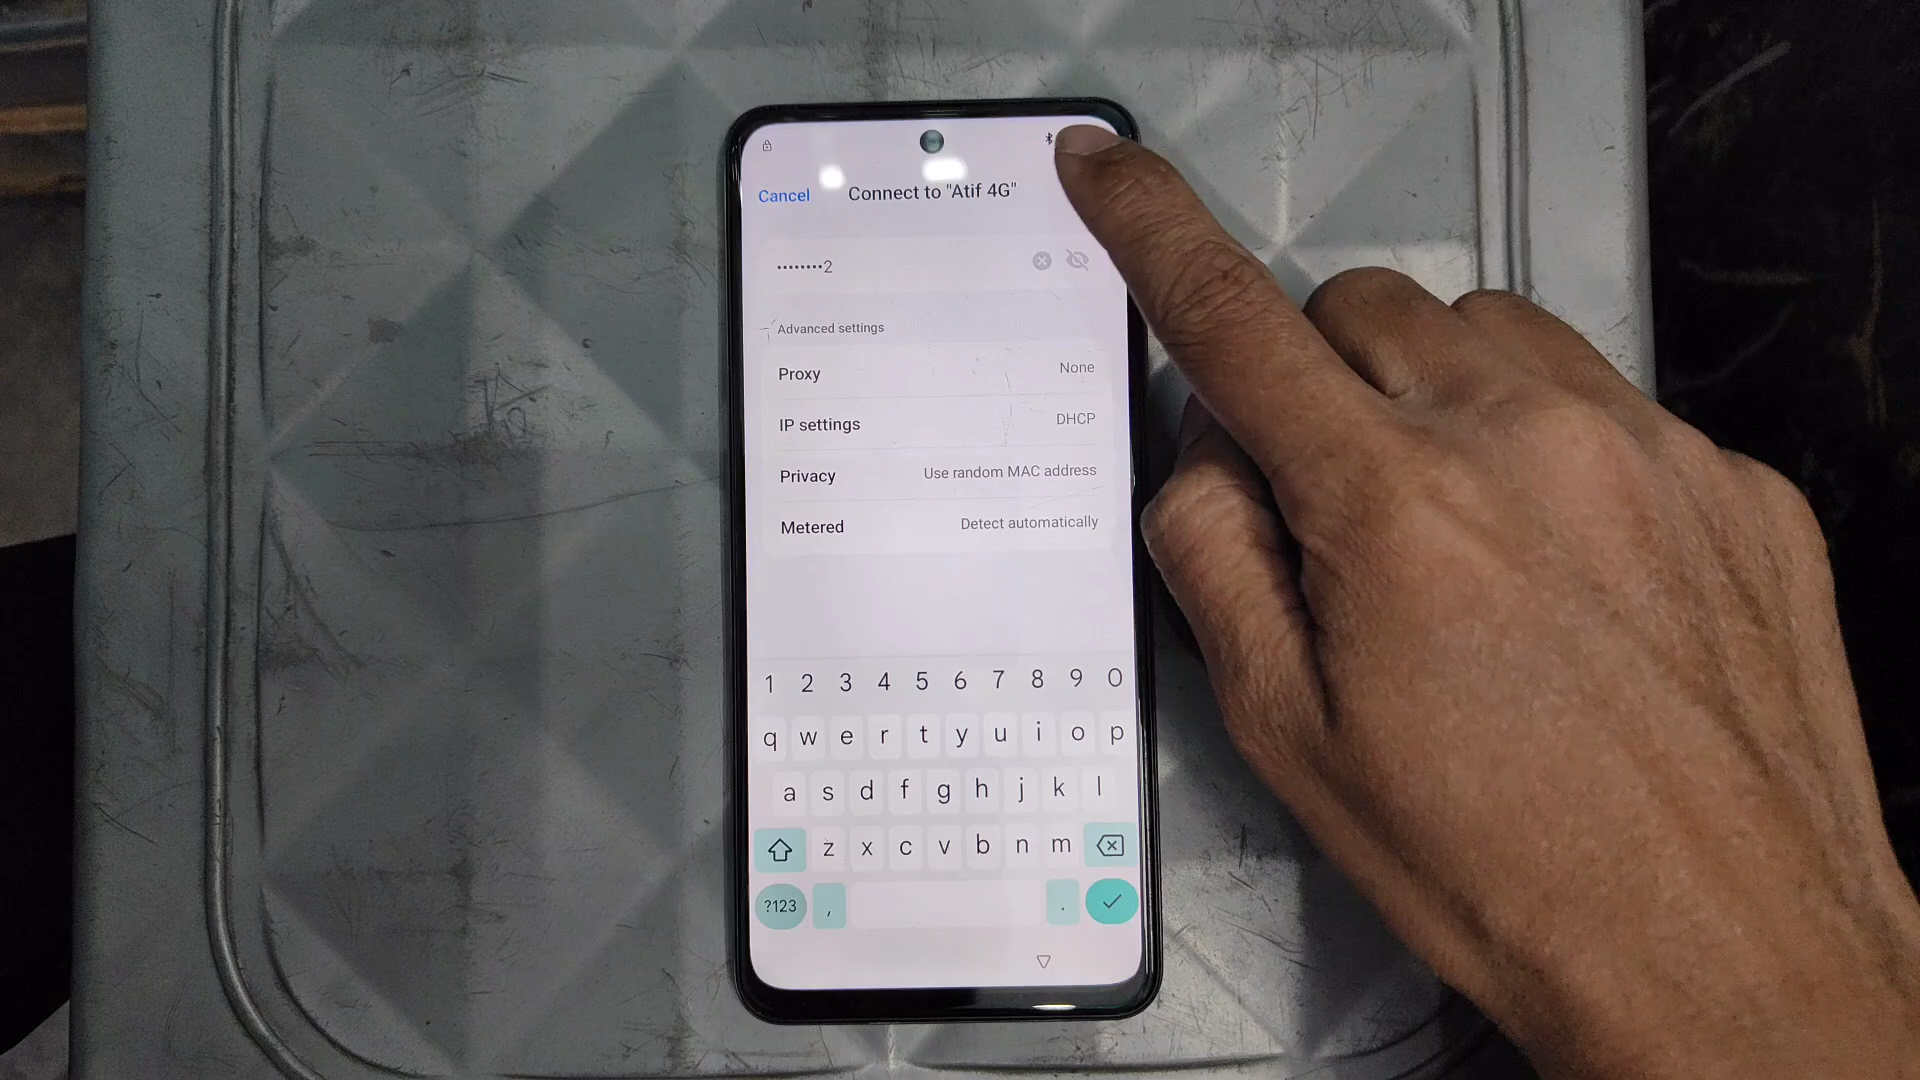 Cancel Connect to "Atif 4G"
••••••••2
Advanced settings
Proxy None
IP settings DHCP
Privacy Use random MAC address
Metered Detect automatically
1 2 3 4 5 6 7 8 9 0
q w e r t y u i o p
a s d f g h j k l
z x c v b n m
?123 , .